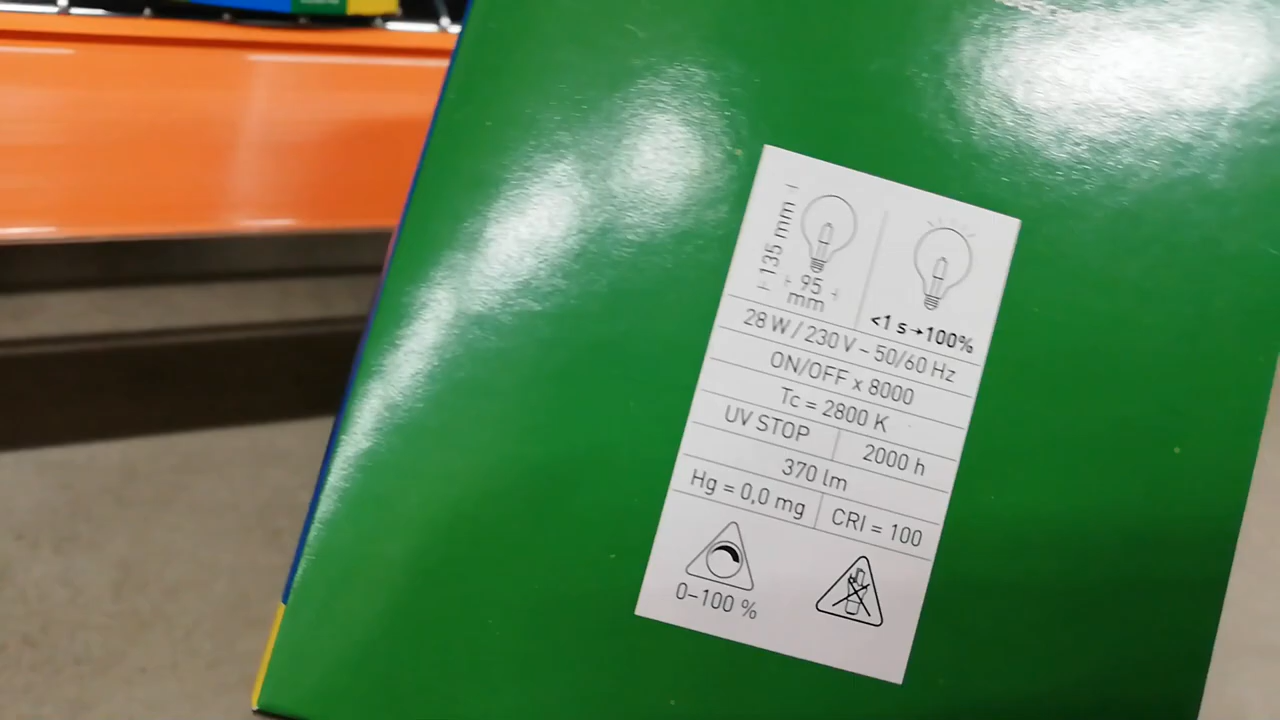 135 mm
95
mm
<1 s→100%
28 W / 230 V ~ 50/60 Hz
ON/OFF x 8000
Tc = 2800 K
UV STOP
2000 h
370 lm
Hg = 0,0 mg
CRI = 100
0–100 %